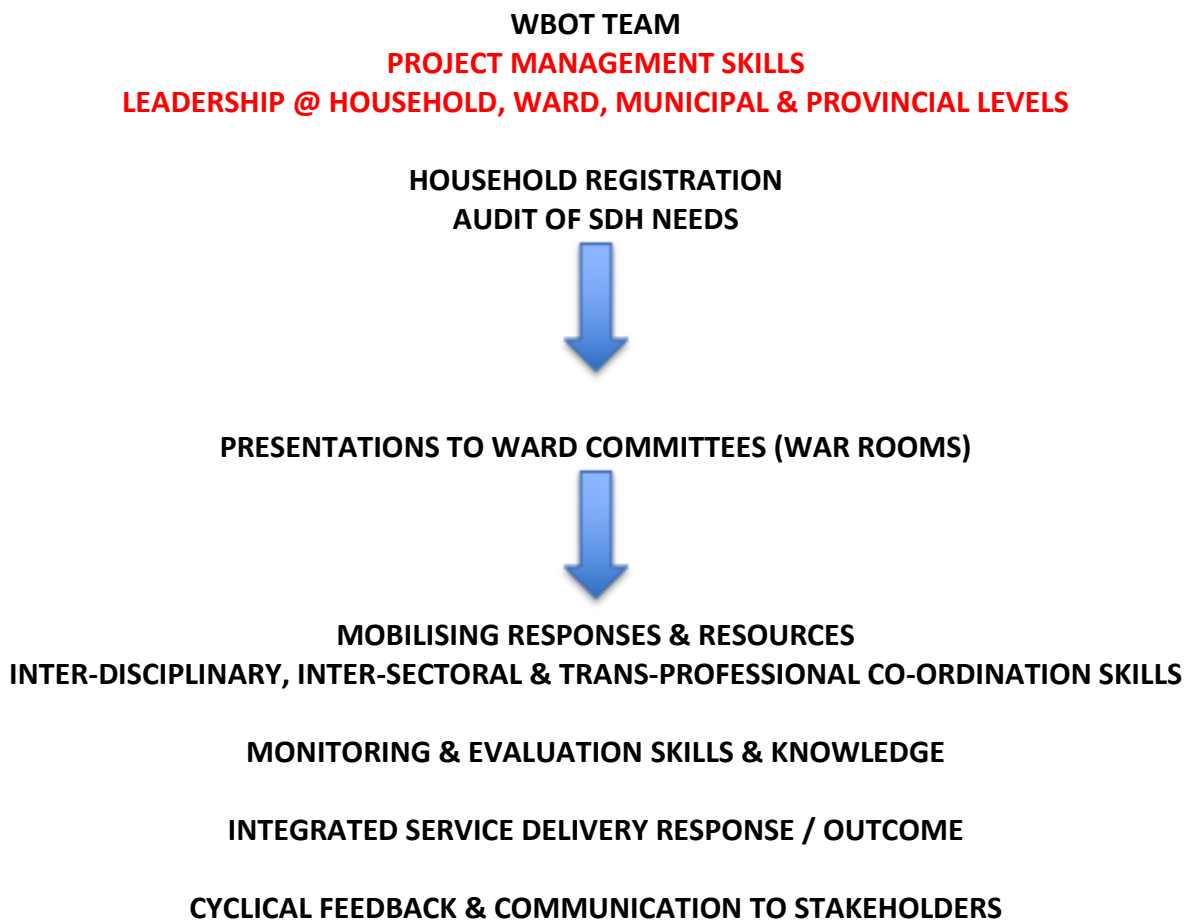 WBOT TEAM
PROJECT MANAGEMENT SKILLS
LEADERSHIP @ HOUSEHOLD, WARD, MUNICIPAL & PROVINCIAL LEVELS
HOUSEHOLD REGISTRATION
AUDIT OF SDH NEEDS
PRESENTATIONS TO WARD COMMITTEES (WAR ROOMS)
MOBILISING RESPONSES & RESOURCES
INTER-DISCIPLINARY, INTER-SECTORAL & TRANS-PROFESSIONAL CO-ORDINATION SKILLS
MONITORING & EVALUATION SKILLS & KNOWLEDGE
INTEGRATED SERVICE DELIVERY RESPONSE / OUTCOME
CYCLICAL FEEDBACK & COMMUNICATION TO STAKEHOLDERS